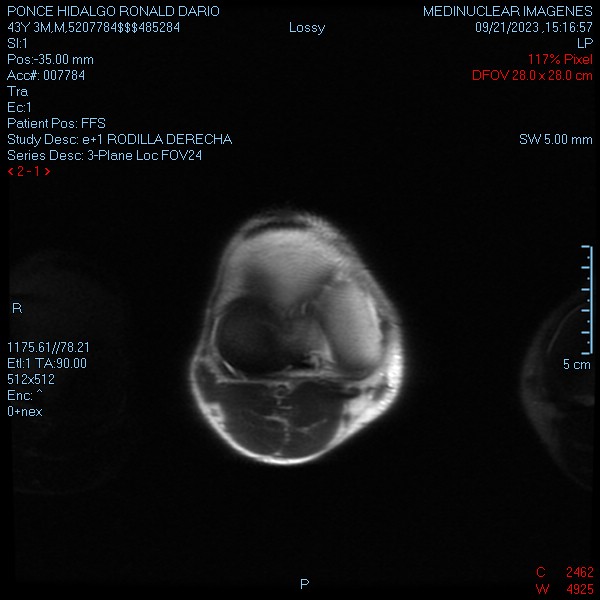 PONCE HIDALGO RONALD DARIO
43Y 3M,M,5207784$$$485284
Sl:1
Pos:-35.00 mm
Acc#: 007784
Tra
Ec:1
Patient Pos: FFS
Study Desc: e+1 RODILLA DERECHA
Series Desc: 3-Plane Loc FOV24
< 2 - 1 >
Lossy
MEDINUCLEAR IMAGENES
09/21/2023 ,15:16:57
LP
117% Pixel
DFOV 28.0 x 28.0 cm
SW 5.00 mm
R
1175.61//78.21
Etl:1 TA:90.00
512x512
Enc: ^
0+nex
5 cm
P
C 2462
W 4925